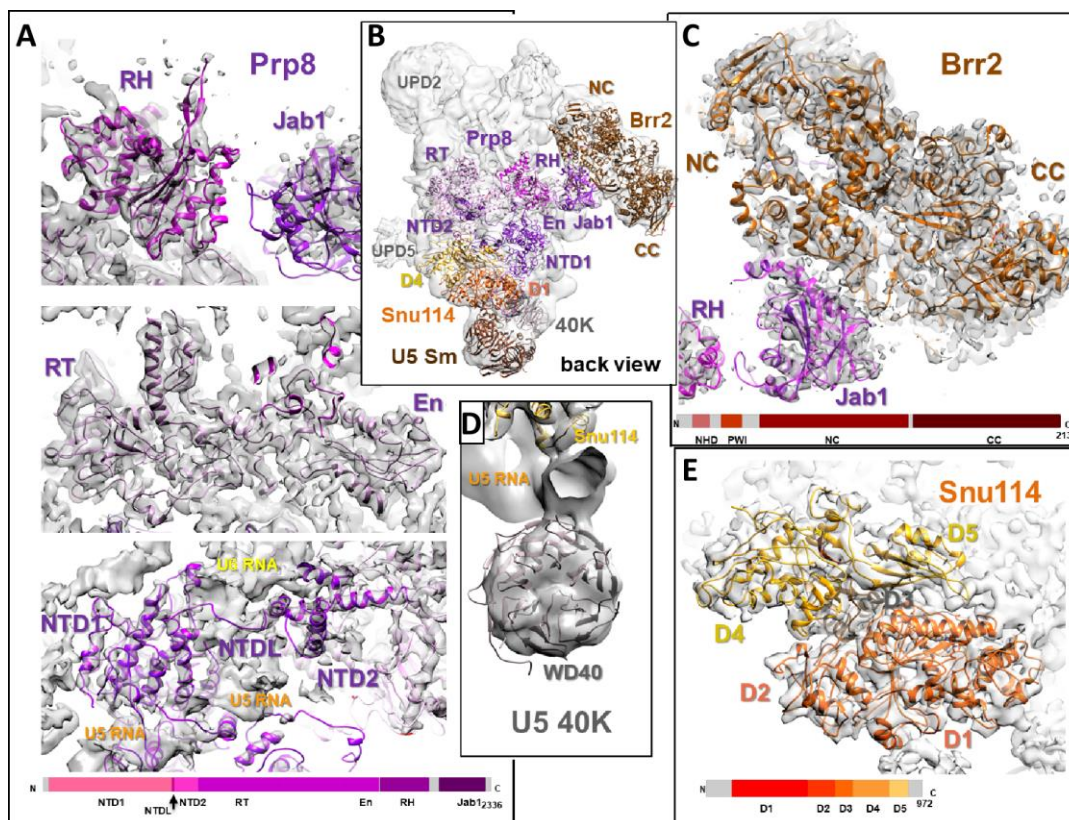 A
RH
Prp8
Jab1
RT
En
U6 RNA
NTD1
NTDL
NTD2
U5 RNA
U5 RNA
N
C
NTD1
NTDL
NTD2
RT
En
RH
Jab1
2336
B
UPD2
NC
Prp8
Brr2
RT
RH
NTD2
En Jab1
UPD5
CC
NTD1
D4
D1
Snu114
40K
U5 Sm
back view
C
Brr2
NC
CC
RH
Jab1
N
C
NHD
PWI
NC
CC
D
Snu114
U5 RNA
WD40
U5 40K
E
Snu114
D5
D3
D4
D2
D1
N
C
972
D1
D2
D3
D4
D5